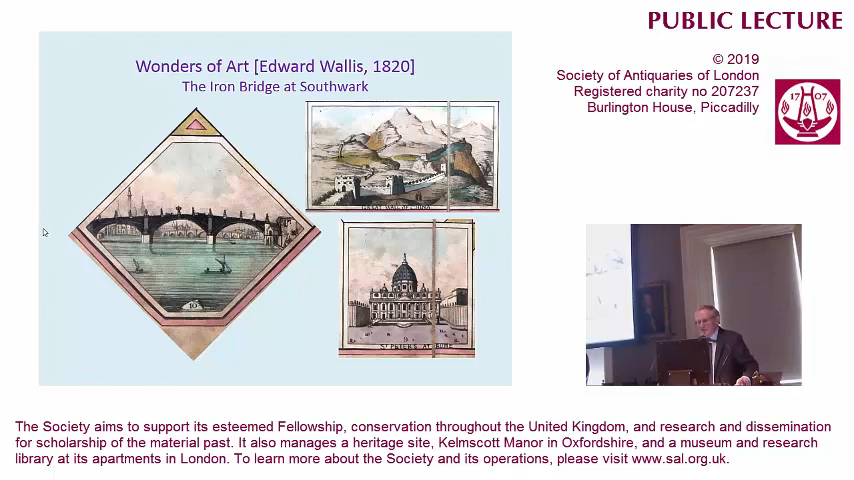 PUBLIC LECTURE
© 2019
Society of Antiquaries of London
Registered charity no 207237
Burlington House, Piccadilly
17 07
Wonders of Art [Edward Wallis, 1820]
The Iron Bridge at Southwark
GREAT WALL OF CHINA
10
ST PETER'S AT ROME
The Society aims to support its esteemed Fellowship, conservation throughout the United Kingdom, and research and dissemination
for scholarship of the material past. It also manages a heritage site, Kelmscott Manor in Oxfordshire, and a museum and research
library at its apartments in London. To learn more about the Society and its operations, please visit www.sal.org.uk.